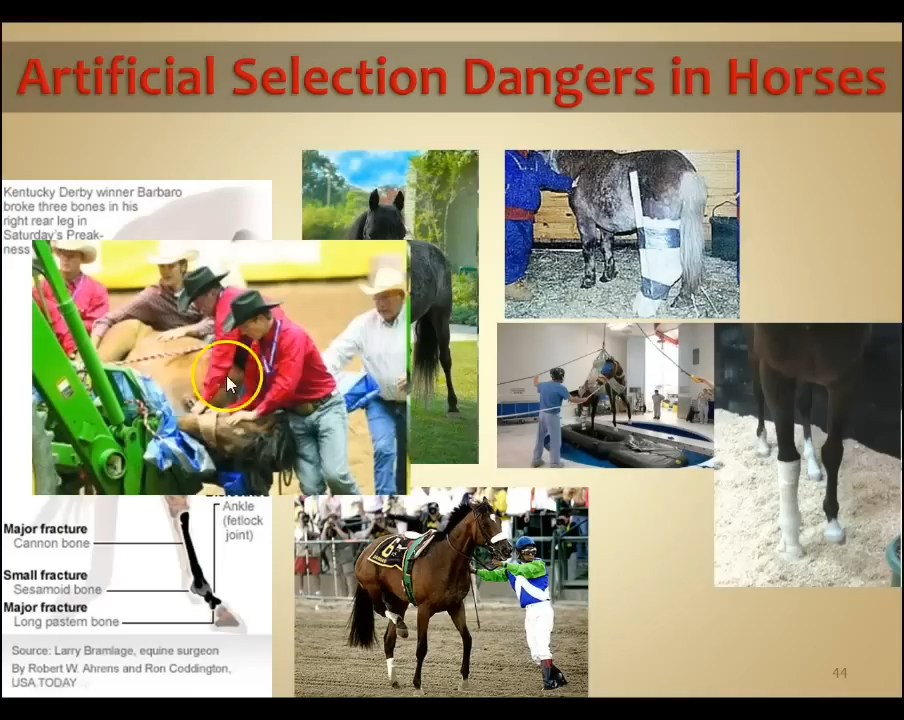 Artificial Selection Dangers in Horses
Kentucky Derby winner Barbaro
broke three bones in his
right rear leg in
Saturday's Preak-
ness
Ankle
(fetlock
joint)
Major fracture
Cannon bone
Small fracture
Sesamoid bone
Major fracture
Long pastern bone
Source: Larry Bramlage, equine surgeon
By Robert W. Ahrens and Ron Coddington,
USA TODAY
6
44